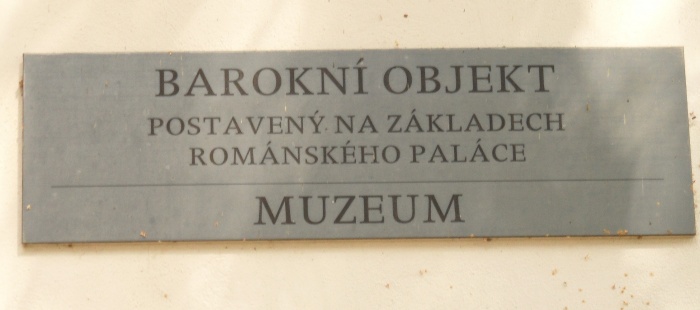 BAROKNÍ OBJEKT
POSTAVENÝ NA ZÁKLADECH
ROMÁNSKÉHO PALÁCE
MUZEUM